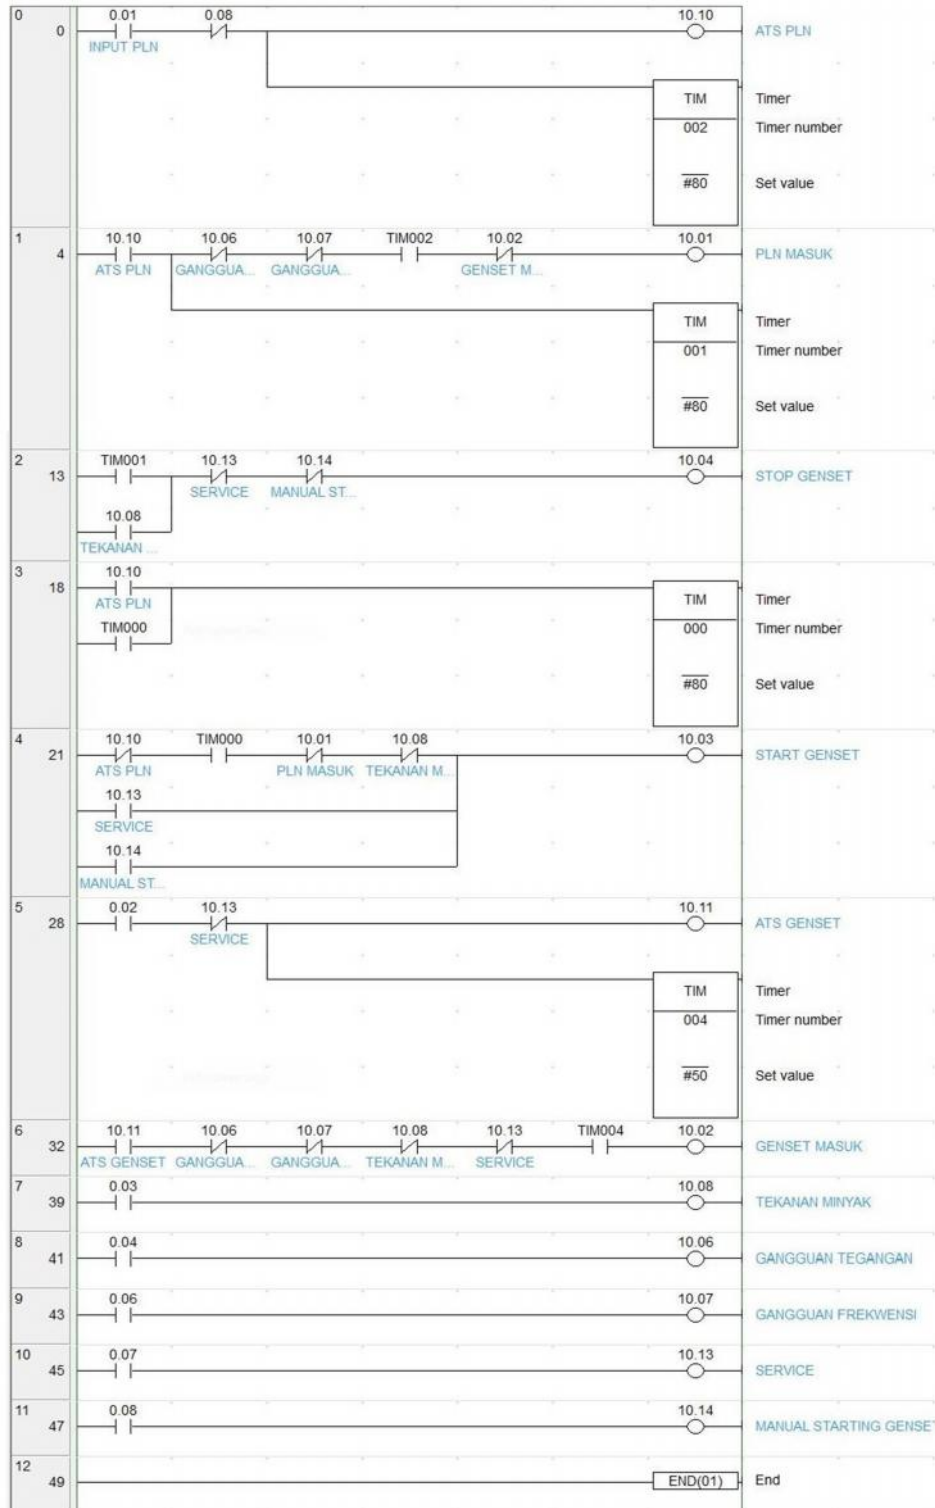 0
0
0.01
0.08
10.10
ATS PLN
INPUT PLN
TIM
Timer
002
Timer number
#80
Set value
1
4
10.10
10.06
10.07
TIM002
10.02
10.01
PLN MASUK
ATS PLN
GANGGUA...
GANGGUA...
GENSET M...
TIM
Timer
001
Timer number
#80
Set value
2
13
TIM001
10.13
10.14
10.04
STOP GENSET
SERVICE
MANUAL ST...
10.08
TEKANAN ...
3
18
10.10
ATS PLN
TIM
Timer
TIM000
000
Timer number
#80
Set value
4
21
10.10
TIM000
10.01
10.08
10.03
START GENSET
ATS PLN
PLN MASUK
TEKANAN M...
10.13
SERVICE
10.14
MANUAL ST...
5
28
0.02
10.13
10.11
ATS GENSET
SERVICE
TIM
Timer
004
Timer number
#50
Set value
6
32
10.11
10.06
10.07
10.08
10.13
TIM004
10.02
GENSET MASUK
ATS GENSET
GANGGUA...
GANGGUA...
TEKANAN M...
SERVICE
7
39
0.03
10.08
TEKANAN MINYAK
8
41
0.04
10.06
GANGGUAN TEGANGAN
9
43
0.06
10.07
GANGGUAN FREKWENSI
10
45
0.07
10.13
SERVICE
11
47
0.08
10.14
MANUAL STARTING GENSET
12
49
END(01)
End